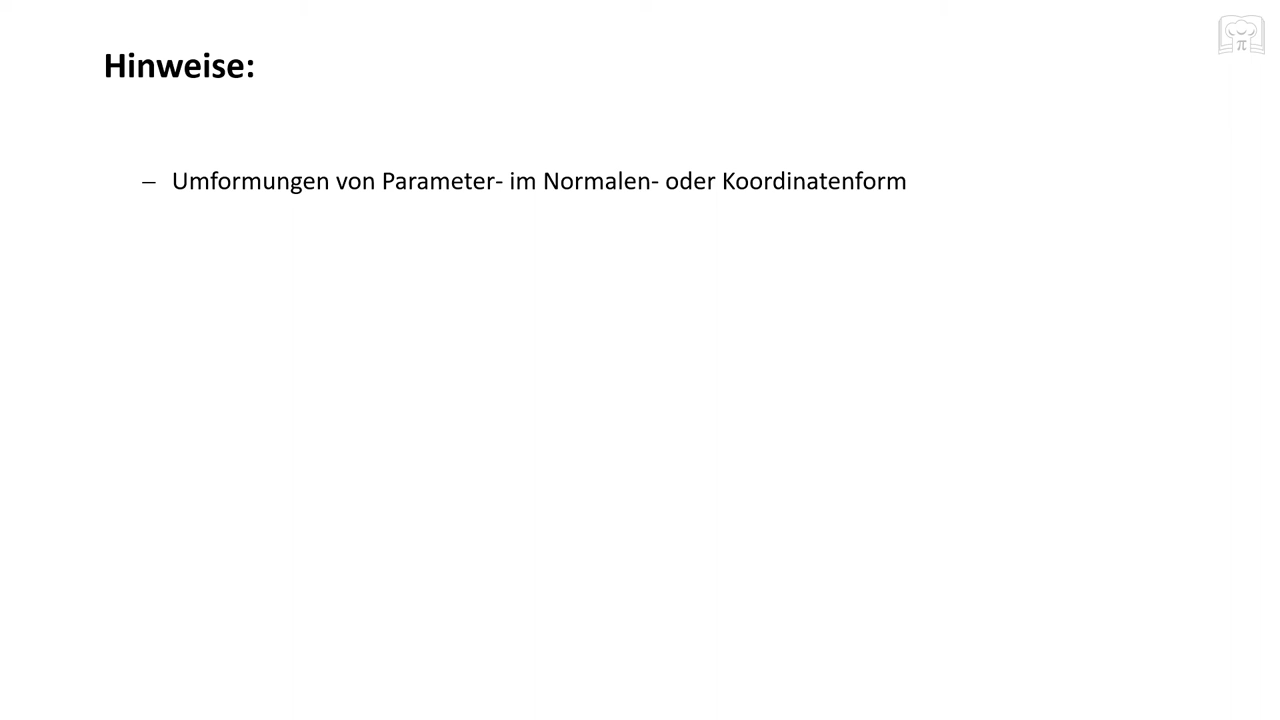 Hinweise:
– Umformungen von Parameter- im Normalen- oder Koordinatenform
π